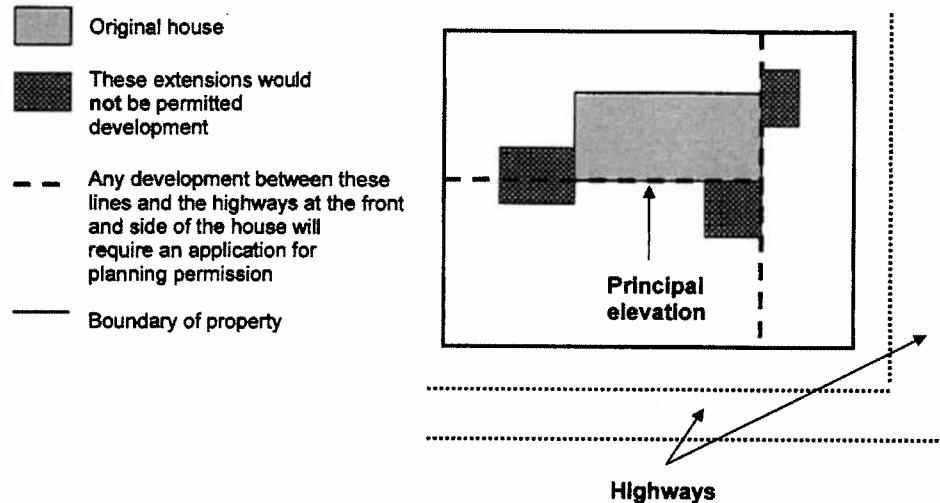 Original house
These extensions would
not be permitted
development
Any development between these
lines and the highways at the front
and side of the house will
require an application for
planning permission
Boundary of property
Principal
elevation
Highways